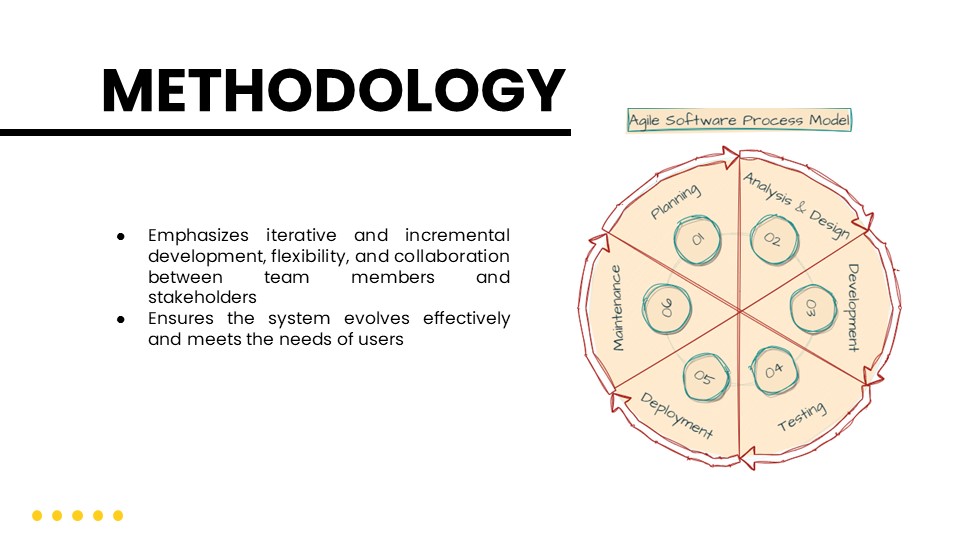 METHODOLOGY
Agile Software Process Model
● Emphasizes iterative and incremental
development, flexibility, and collaboration
between team members and
stakeholders
● Ensures the system evolves effectively
and meets the needs of users
Planning
01
Analysis & Design
02
Development
03
Testing
04
Deployment
05
Maintenance
06